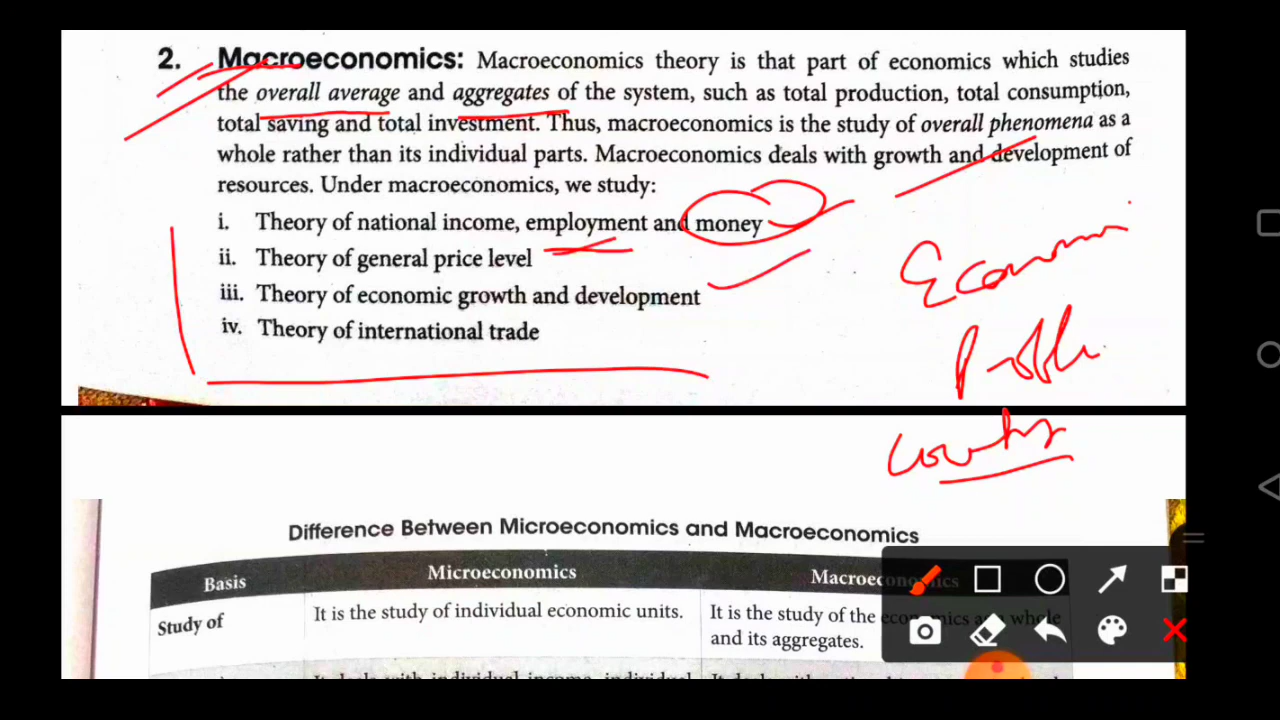 2. Macroeconomics: Macroeconomics theory is that part of economics which studies
the overall average and aggregates of the system, such as total production, total consumption,
total saving and total investment. Thus, macroeconomics is the study of overall phenomena as a
whole rather than its individual parts. Macroeconomics deals with growth and development of
resources. Under macroeconomics, we study:
i. Theory of national income, employment and money
ii. Theory of general price level
iii. Theory of economic growth and development
iv. Theory of international trade
Economi
Difference Between Microeconomics and Macroeconomics
Basis Microeconomics Macroeconomics
Study of It is the study of individual economic units. It is the study of the economics as a whole
and its aggregates.